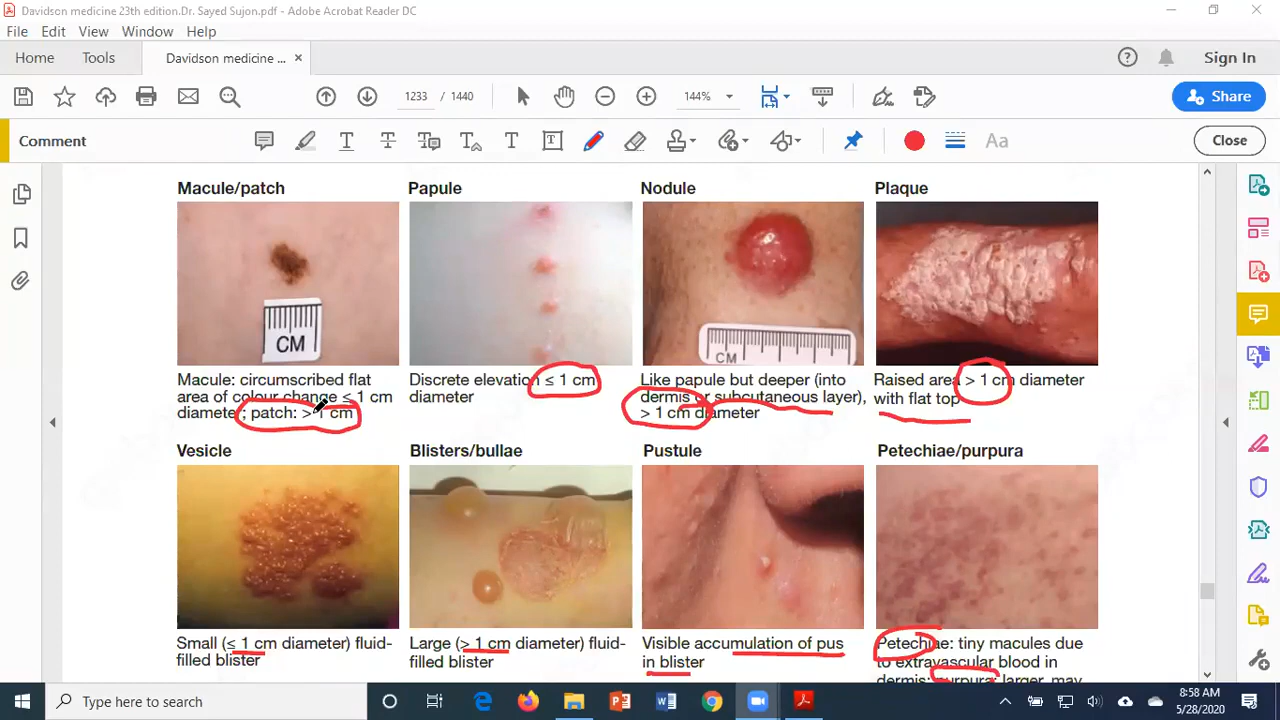 Davidson medicine 23th edition.Dr. Sayed Sujon.pdf - Adobe Acrobat Reader DC
File Edit View Window Help
Home Tools Davidson medicine ... × Sign In
1233 / 1440 144% Share
Comment Aa Close
Macule/patch Papule Nodule Plaque
CM CM
Macule: circumscribed flat
area of colour change ≤ 1 cm
diameter; patch: > 1 cm
Discrete elevation ≤ 1 cm
diameter
Like papule but deeper (into
dermis or subcutaneous layer),
> 1 cm diameter
Raised area > 1 cm diameter
with flat top
Vesicle Blisters/bullae Pustule Petechiae/purpura
Small (≤ 1 cm diameter) fluid-
filled blister
Large (> 1 cm diameter) fluid-
filled blister
Visible accumulation of pus
in blister
Petechiae: tiny macules due
to extravascular blood in
dermis; purpura: larger, may
Type here to search
8:58 AM
5/28/2020